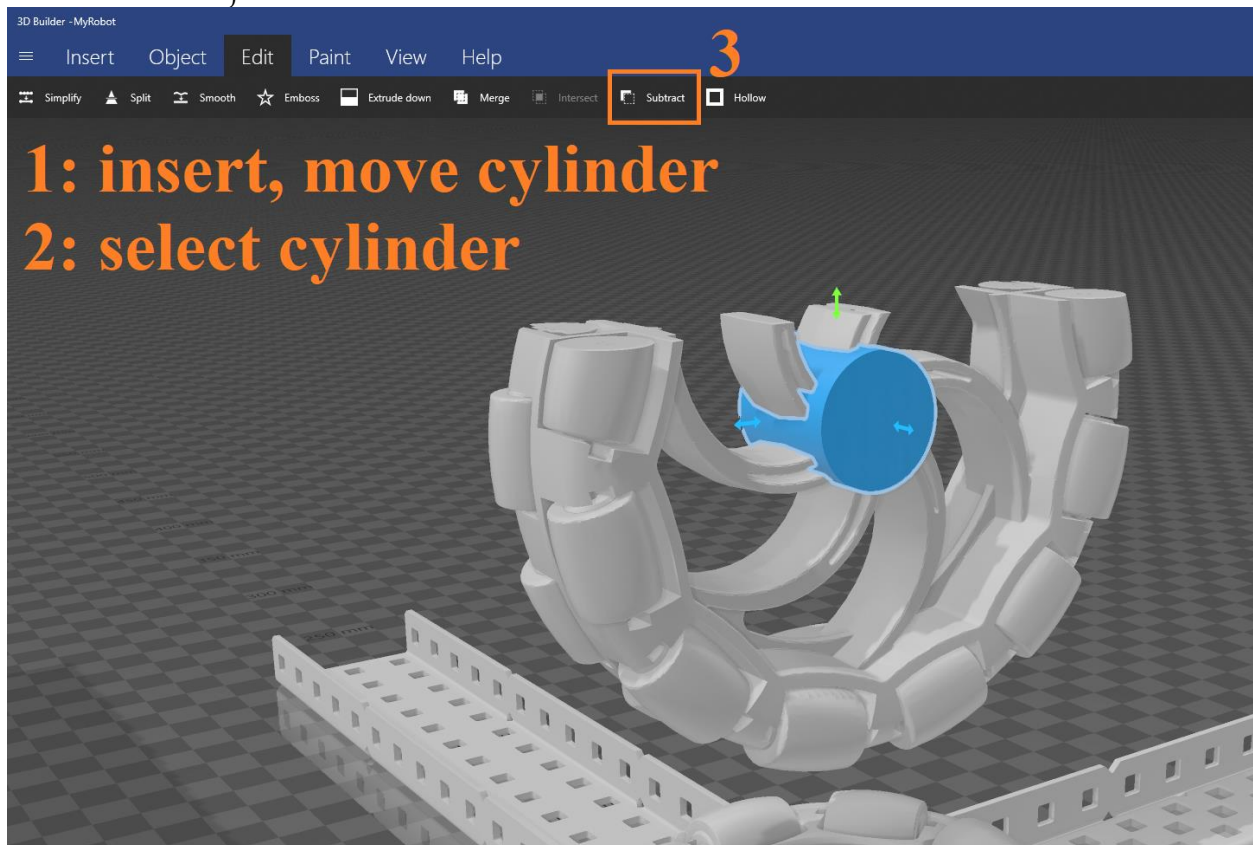 3D Builder -MyRobot
Insert Object Edit Paint View Help
3
Simplify Split Smooth Emboss Extrude down Merge Intersect Subtract Hollow
1: insert, move cylinder
2: select cylinder